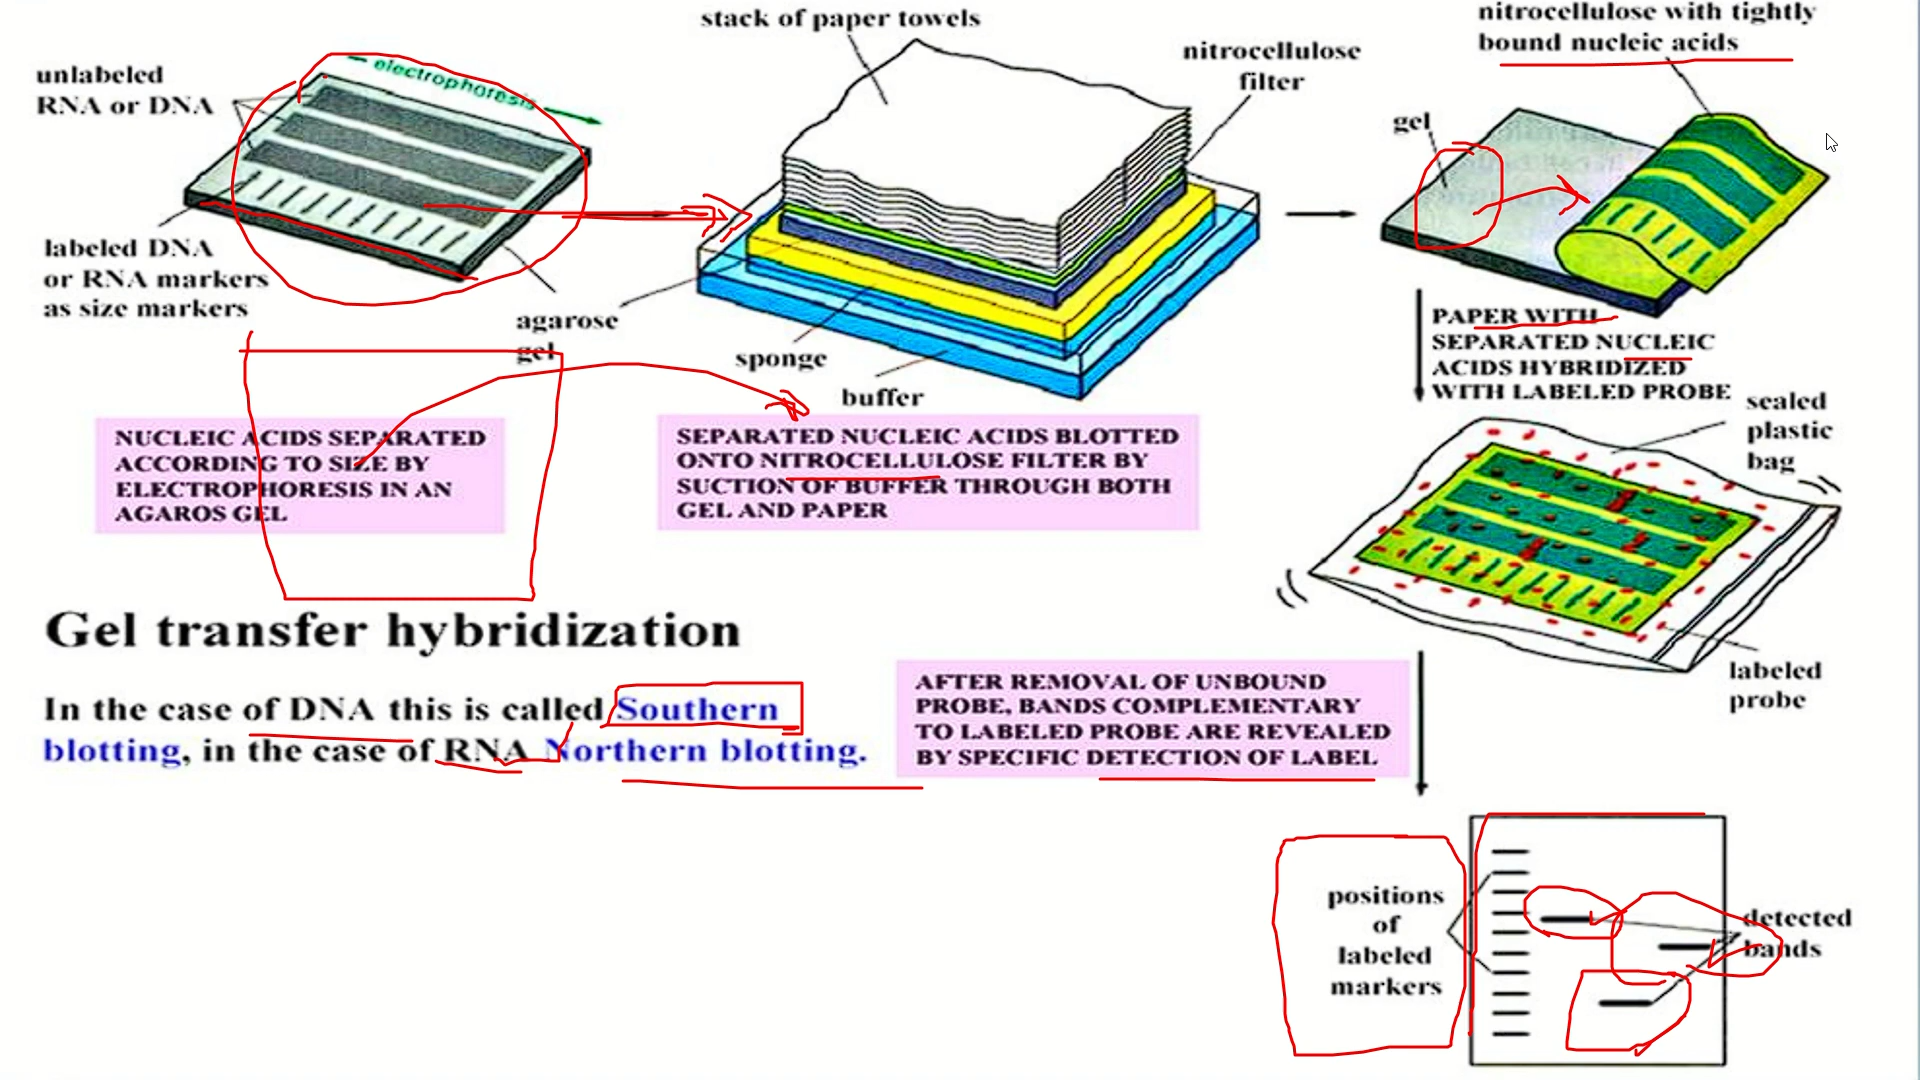 unlabeled
RNA or DNA
electrophoresis
labeled DNA
or RNA markers
as size markers
agarose
gel
NUCLEIC ACIDS SEPARATED
ACCORDING TO SIZE BY
ELECTROPHORESIS IN AN
AGAROS GEL
stack of paper towels
nitrocellulose
filter
sponge
buffer
SEPARATED NUCLEIC ACIDS BLOTTED
ONTO NITROCELLULOSE FILTER BY
SUCTION OF BUFFER THROUGH BOTH
GEL AND PAPER
nitrocellulose with tightly
bound nucleic acids
gel
PAPER WITH
SEPARATED NUCLEIC
ACIDS HYBRIDIZED
WITH LABELED PROBE
sealed
plastic
bag
labeled
probe
Gel transfer hybridization
In the case of DNA this is called Southern
blotting, in the case of RNA Northern blotting.
AFTER REMOVAL OF UNBOUND
PROBE, BANDS COMPLEMENTARY
TO LABELED PROBE ARE REVEALED
BY SPECIFIC DETECTION OF LABEL
positions
of
labeled
markers
detected
bands